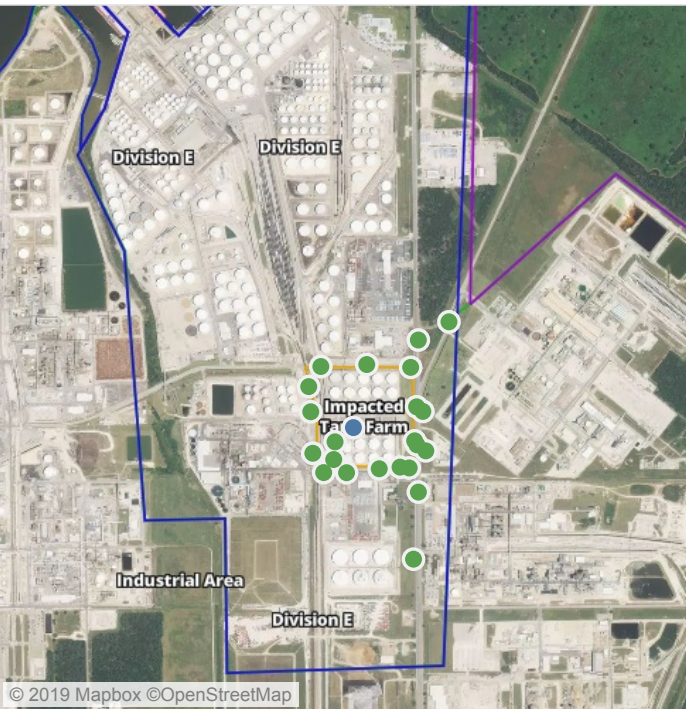 Division E
Division E
Impacted
Tank Farm
Industrial Area
Division E
© 2019 Mapbox ©OpenStreetMap